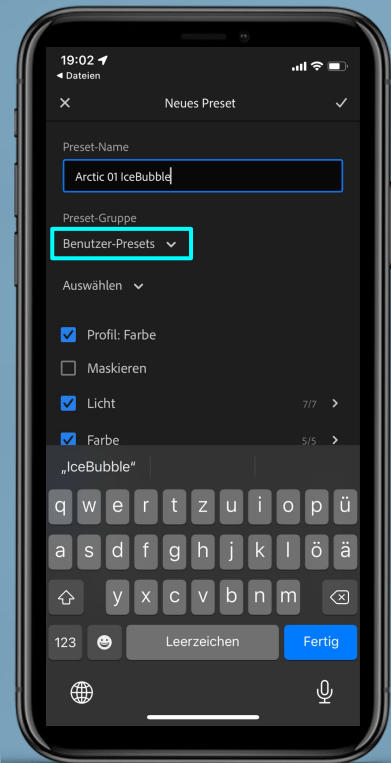 19:02
◂ Dateien
Neues Preset
Preset-Name
Arctic 01 IceBubble
Preset-Gruppe
Benutzer-Presets
Auswählen
Profil: Farbe
Maskieren
Licht 7/7
Farbe 5/5
„IceBubble“
q w e r t z u i o p ü
a s d f g h j k l ö ä
y x c v b n m
123 Leerzeichen Fertig